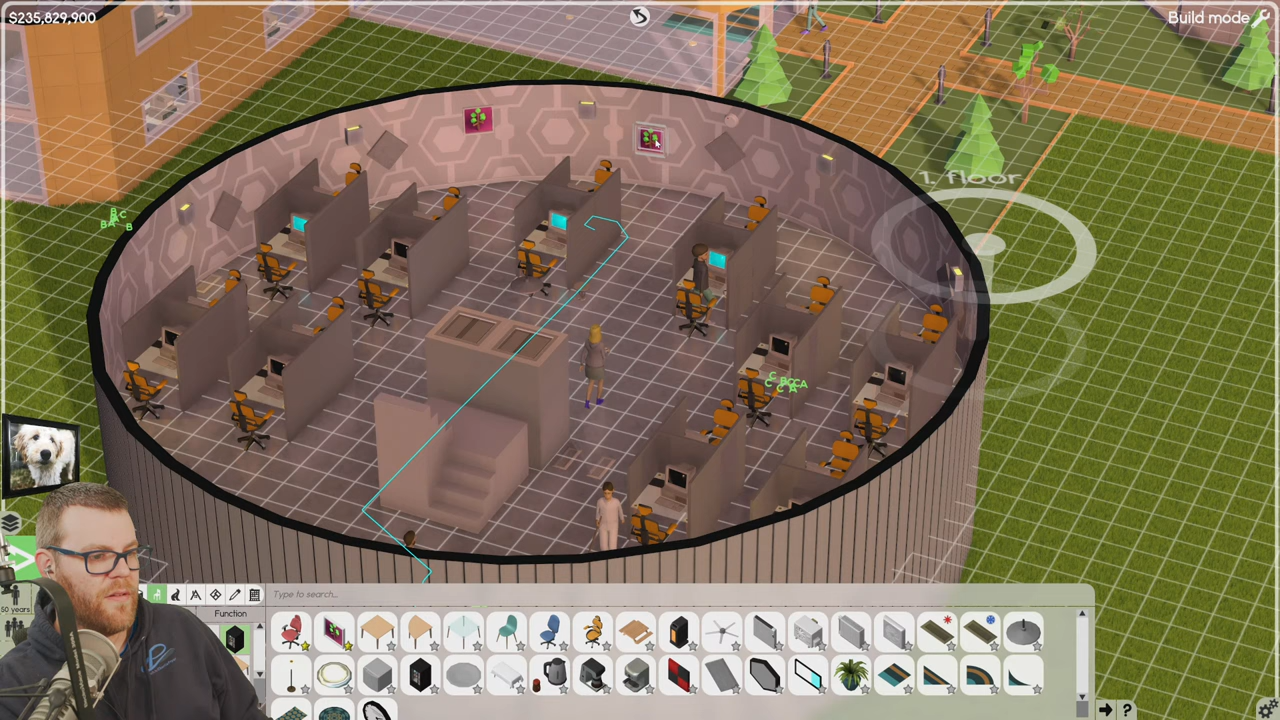 $235,829,900
Build mode
1. floor
Type to search...
Function
50 years
?